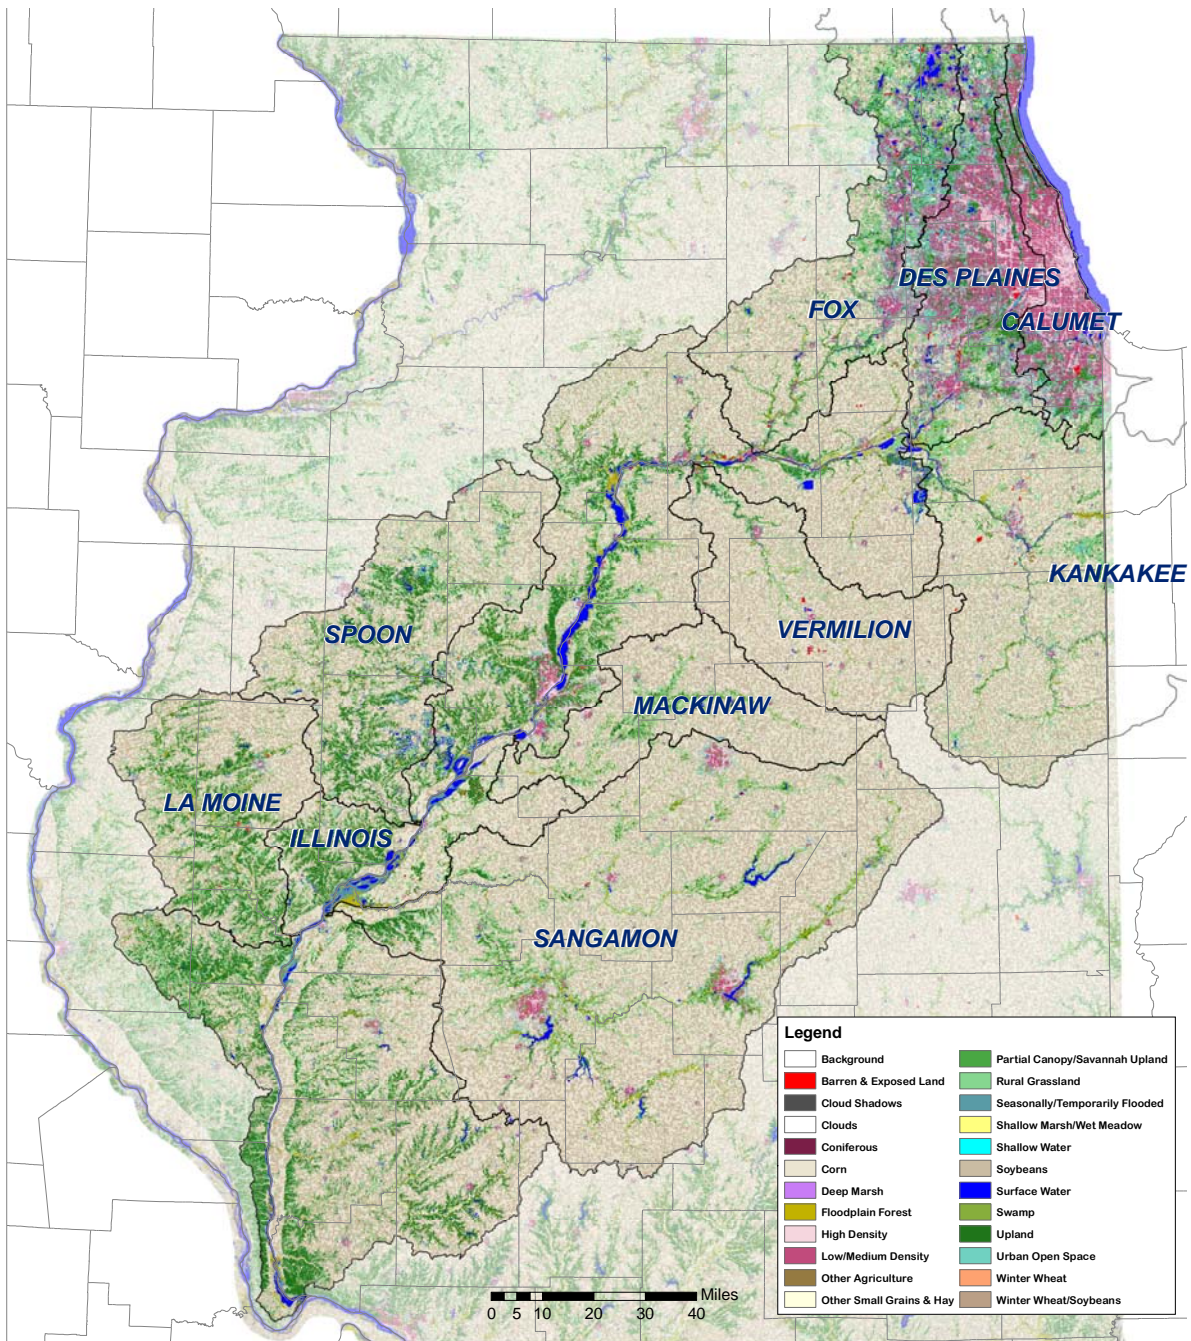 DES PLAINES
FOX
CALUMET
KANKAKEE
SPOON
VERMILION
MACKINAW
LA MOINE
ILLINOIS
SANGAMON
Legend
Background
Barren & Exposed Land
Cloud Shadows
Clouds
Coniferous
Corn
Deep Marsh
Floodplain Forest
High Density
Low/Medium Density
Other Agriculture
Other Small Grains & Hay
Partial Canopy/Savannah Upland
Rural Grassland
Seasonally/Temporarily Flooded
Shallow Marsh/Wet Meadow
Shallow Water
Soybeans
Surface Water
Swamp
Upland
Urban Open Space
Winter Wheat
Winter Wheat/Soybeans
Miles
0 5 10 20 30 40